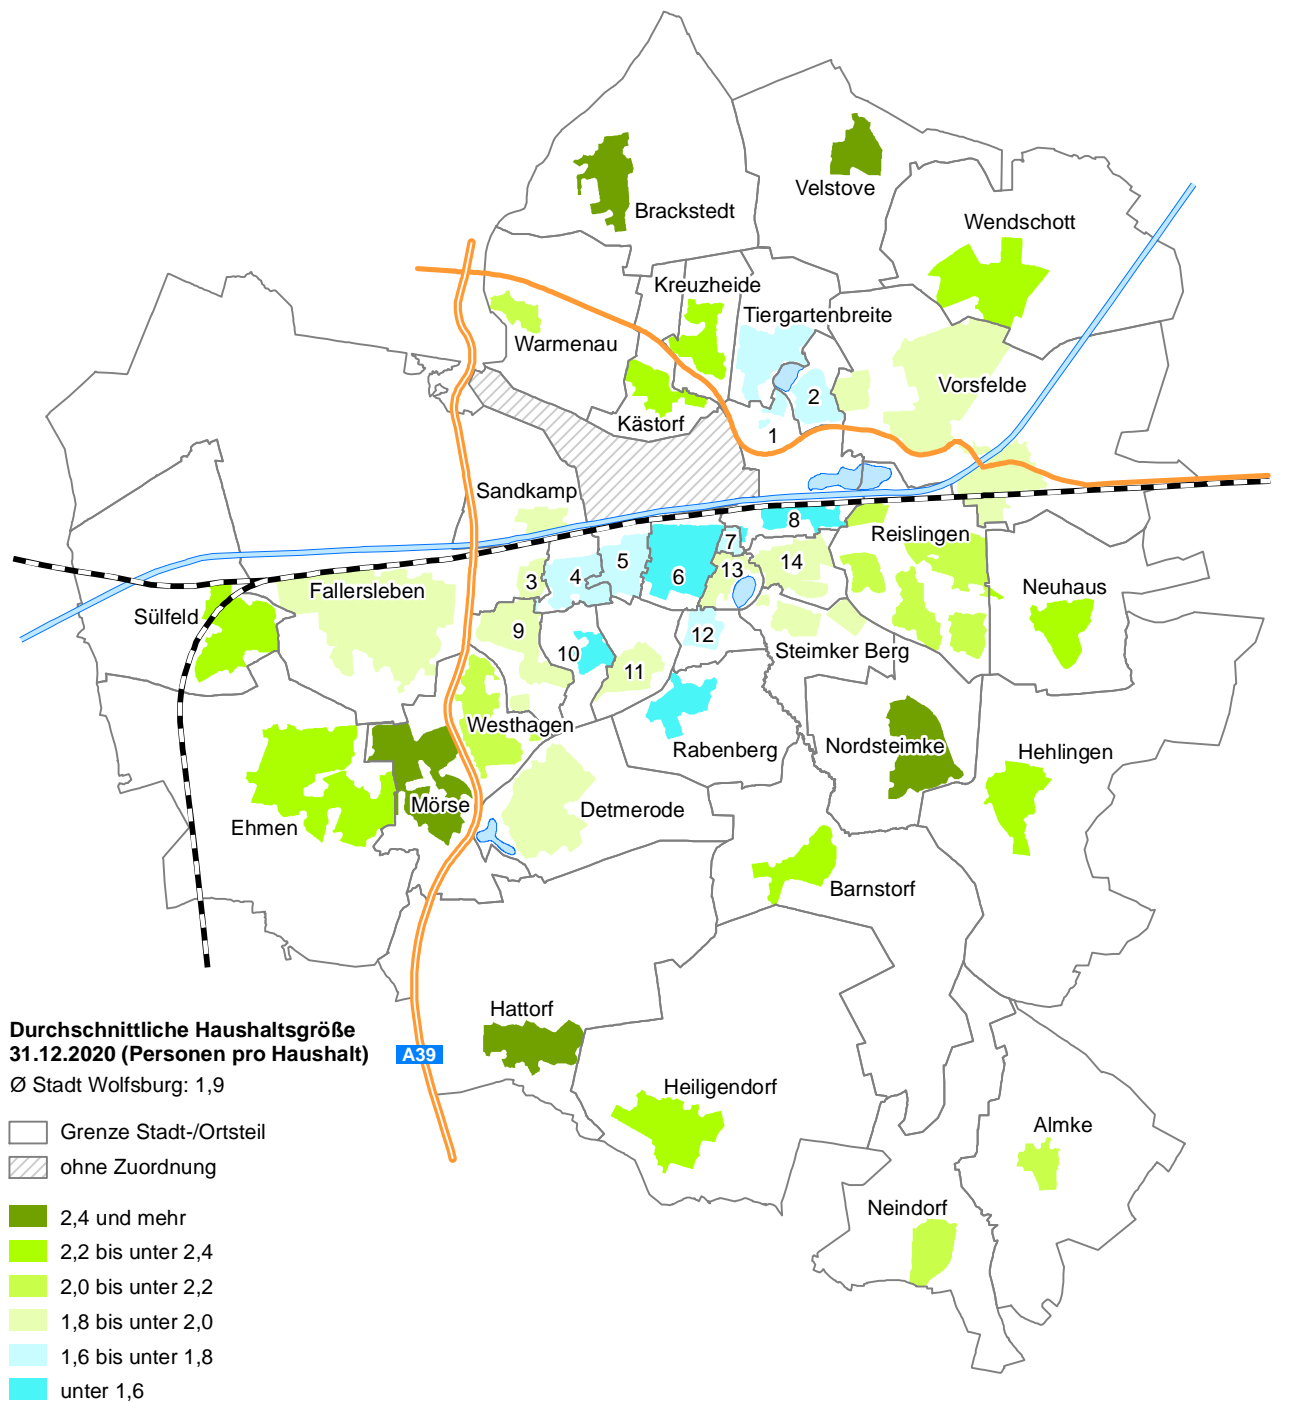 Velstove
Brackstedt
Wendschott
Kreuzheide
Tiergartenbreite
Warmenau
Vorsfelde
2
Kästorf
1
Sandkamp
8
Reislingen
7
5
14
13
4
6
3
Fallersleben
Neuhaus
Sülfeld
9
12
10
Steimker Berg
11
Westhagen
Nordsteimke
Rabenberg
Hehlingen
Mörse
Detmerode
Ehmen
Barnstorf
Hattorf
A39
Heiligendorf
Almke
Neindorf
Durchschnittliche Haushaltsgröße
31.12.2020 (Personen pro Haushalt)
Ø Stadt Wolfsburg: 1,9
Grenze Stadt-/Ortsteil
ohne Zuordnung
2,4 und mehr
2,2 bis unter 2,4
2,0 bis unter 2,2
1,8 bis unter 2,0
1,6 bis unter 1,8
unter 1,6